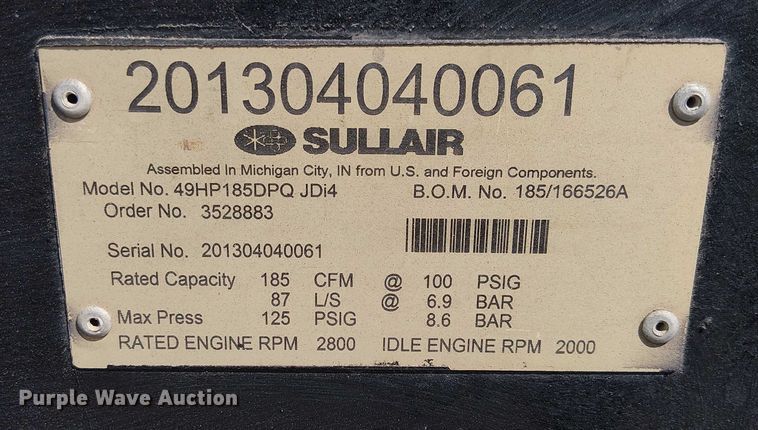 201304040061
SULLAIR
Assembled In Michigan City, IN from U.S. and Foreign Components.
Model No. 49HP185DPQ JDi4 B.O.M. No. 185/166526A
Order No. 3528883
Serial No. 201304040061
Rated Capacity 185 CFM @ 100 PSIG
87 L/S @ 6.9 BAR
Max Press 125 PSIG 8.6 BAR
RATED ENGINE RPM 2800 IDLE ENGINE RPM 2000
Purple Wave Auction